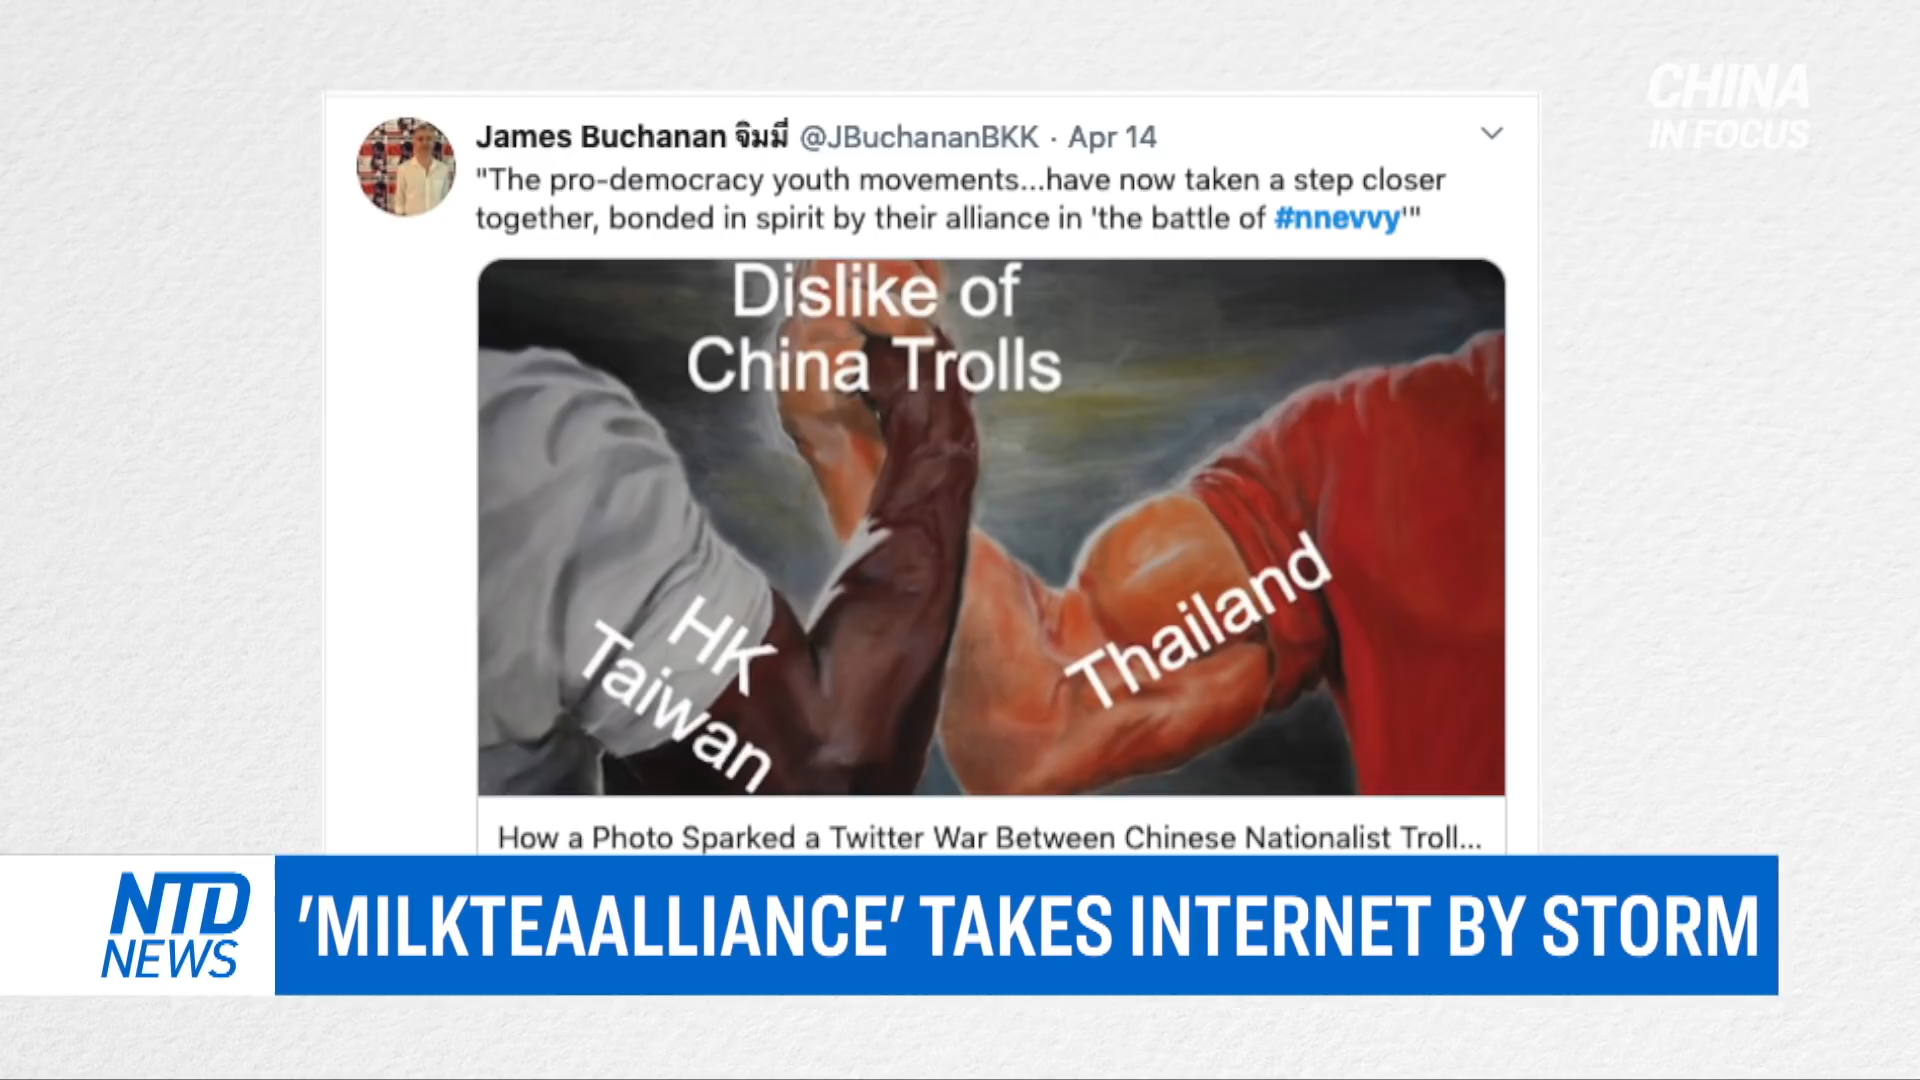 CHINA
IN FOCUS
James Buchanan จิมมี่ @JBuchananBKK · Apr 14
"The pro-democracy youth movements...have now taken a step closer
together, bonded in spirit by their alliance in 'the battle of #nnevvy'"
Dislike of
China Trolls
HK
Taiwan
Thailand
How a Photo Sparked a Twitter War Between Chinese Nationalist Troll...
NTD
NEWS
'MILKTEAALLIANCE' TAKES INTERNET BY STORM